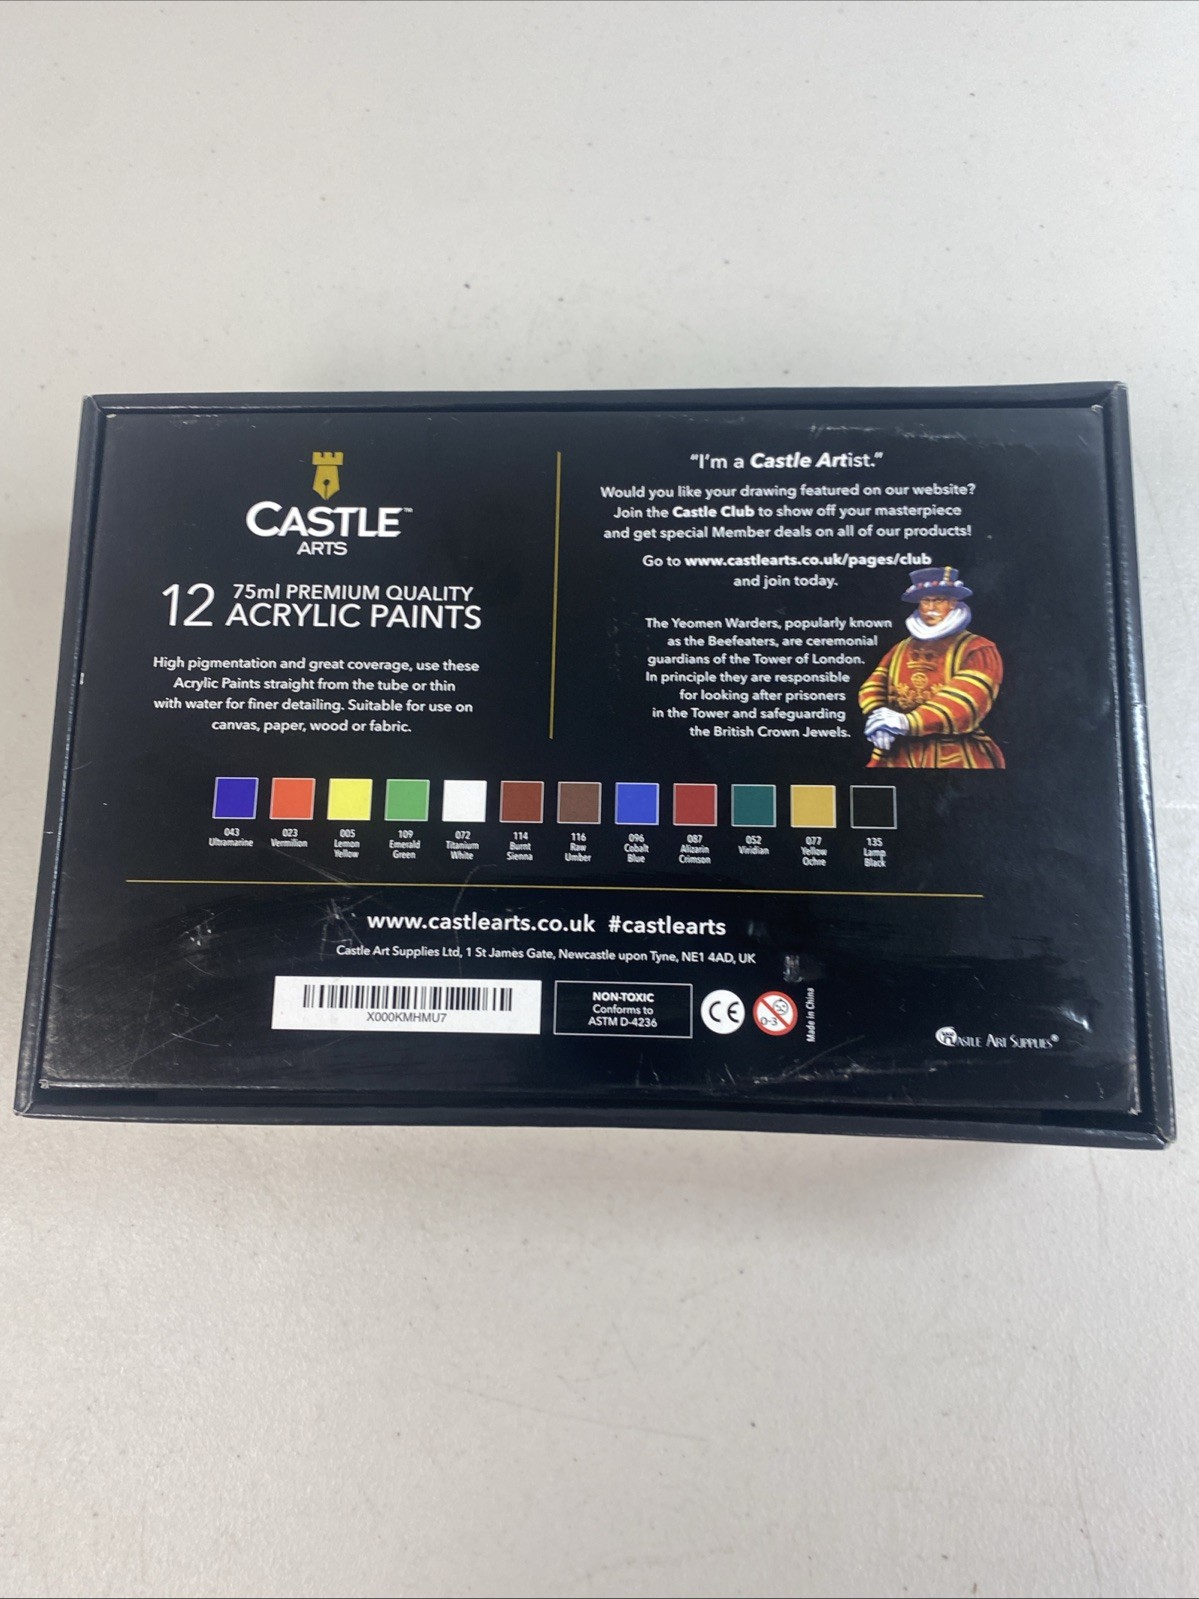 CASTLE™
ARTS
12 75ml PREMIUM QUALITY
ACRYLIC PAINTS
High pigmentation and great coverage, use these
Acrylic Paints straight from the tube or thin
with water for finer detailing. Suitable for use on
canvas, paper, wood or fabric.
"I'm a Castle Artist."
Would you like your drawing featured on our website?
Join the Castle Club to show off your masterpiece
and get special Member deals on all of our products!
Go to www.castlearts.co.uk/pages/club
and join today.
The Yeomen Warders, popularly known
as the Beefeaters, are ceremonial
guardians of the Tower of London.
In principle they are responsible
for looking after prisoners
in the Tower and safeguarding
the British Crown Jewels.
043
Ultramarine
023
Vermilion
005
Lemon
Yellow
109
Emerald
Green
072
Titanium
White
114
Burnt
Sienna
116
Raw
Umber
096
Cobalt
Blue
087
Alizarin
Crimson
052
Viridian
077
Yellow
Ochre
135
Lamp
Black
www.castlearts.co.uk #castlearts
Castle Art Supplies Ltd, 1 St James Gate, Newcastle upon Tyne, NE1 4AD, UK
X000KMHMU7
NON-TOXIC
Conforms to
ASTM D-4236
CE
0-3
Made in China
CASTLE ART SUPPLIES®